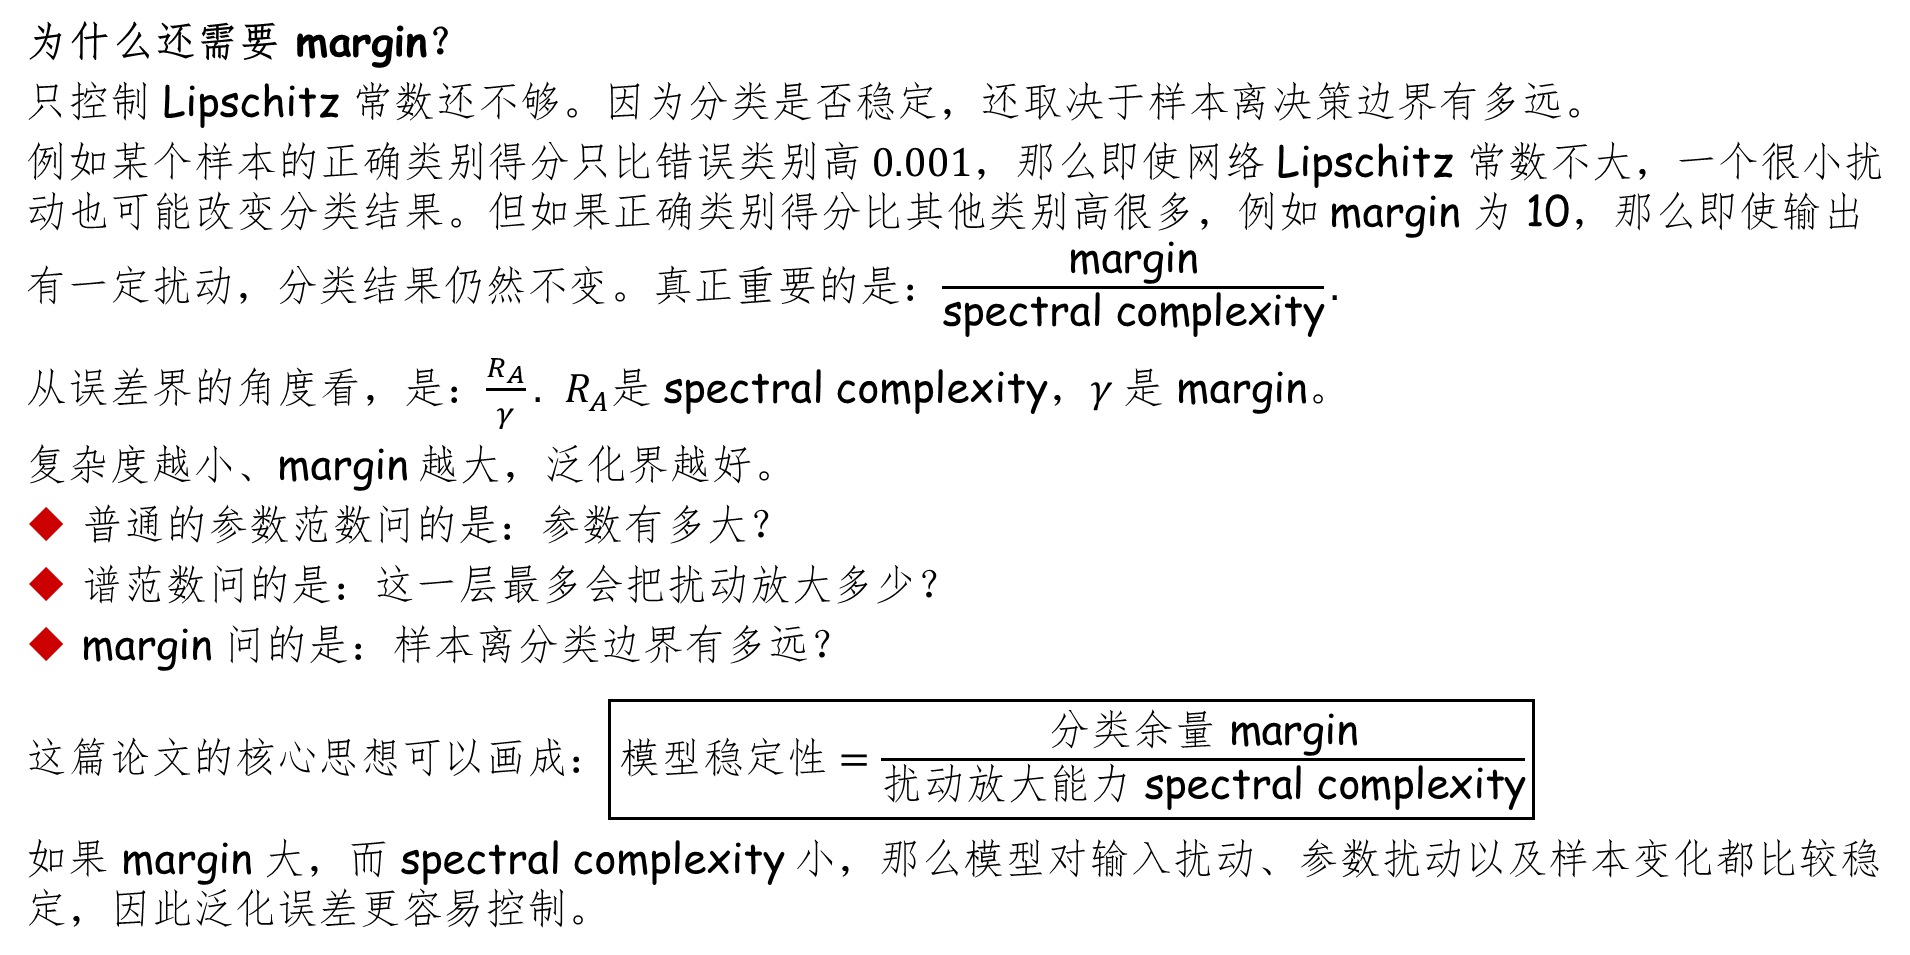 为什么还需要 margin？
只控制 Lipschitz 常数还不够。因为分类是否稳定，还取决于样本离决策边界有多远。
例如某个样本的正确类别得分只比错误类别高 0.001，那么即使网络 Lipschitz 常数不大，一个很小扰
动也可能改变分类结果。但如果正确类别得分比其他类别高很多，例如 margin 为 10，那么即使输出
有一定扰动，分类结果仍然不变。真正重要的是：margin / spectral complexity.
从误差界的角度看，是：R_A / γ. R_A是 spectral complexity，γ 是 margin。
复杂度越小、margin 越大，泛化界越好。
◆ 普通的参数范数问的是：参数有多大？
◆ 谱范数问的是：这一层最多会把扰动放大多少？
◆ margin 问的是：样本离分类边界有多远？
这篇论文的核心思想可以画成：模型稳定性 = 分类余量 margin / 扰动放大能力 spectral complexity
如果 margin 大，而 spectral complexity 小，那么模型对输入扰动、参数扰动以及样本变化都比较稳
定，因此泛化误差更容易控制。